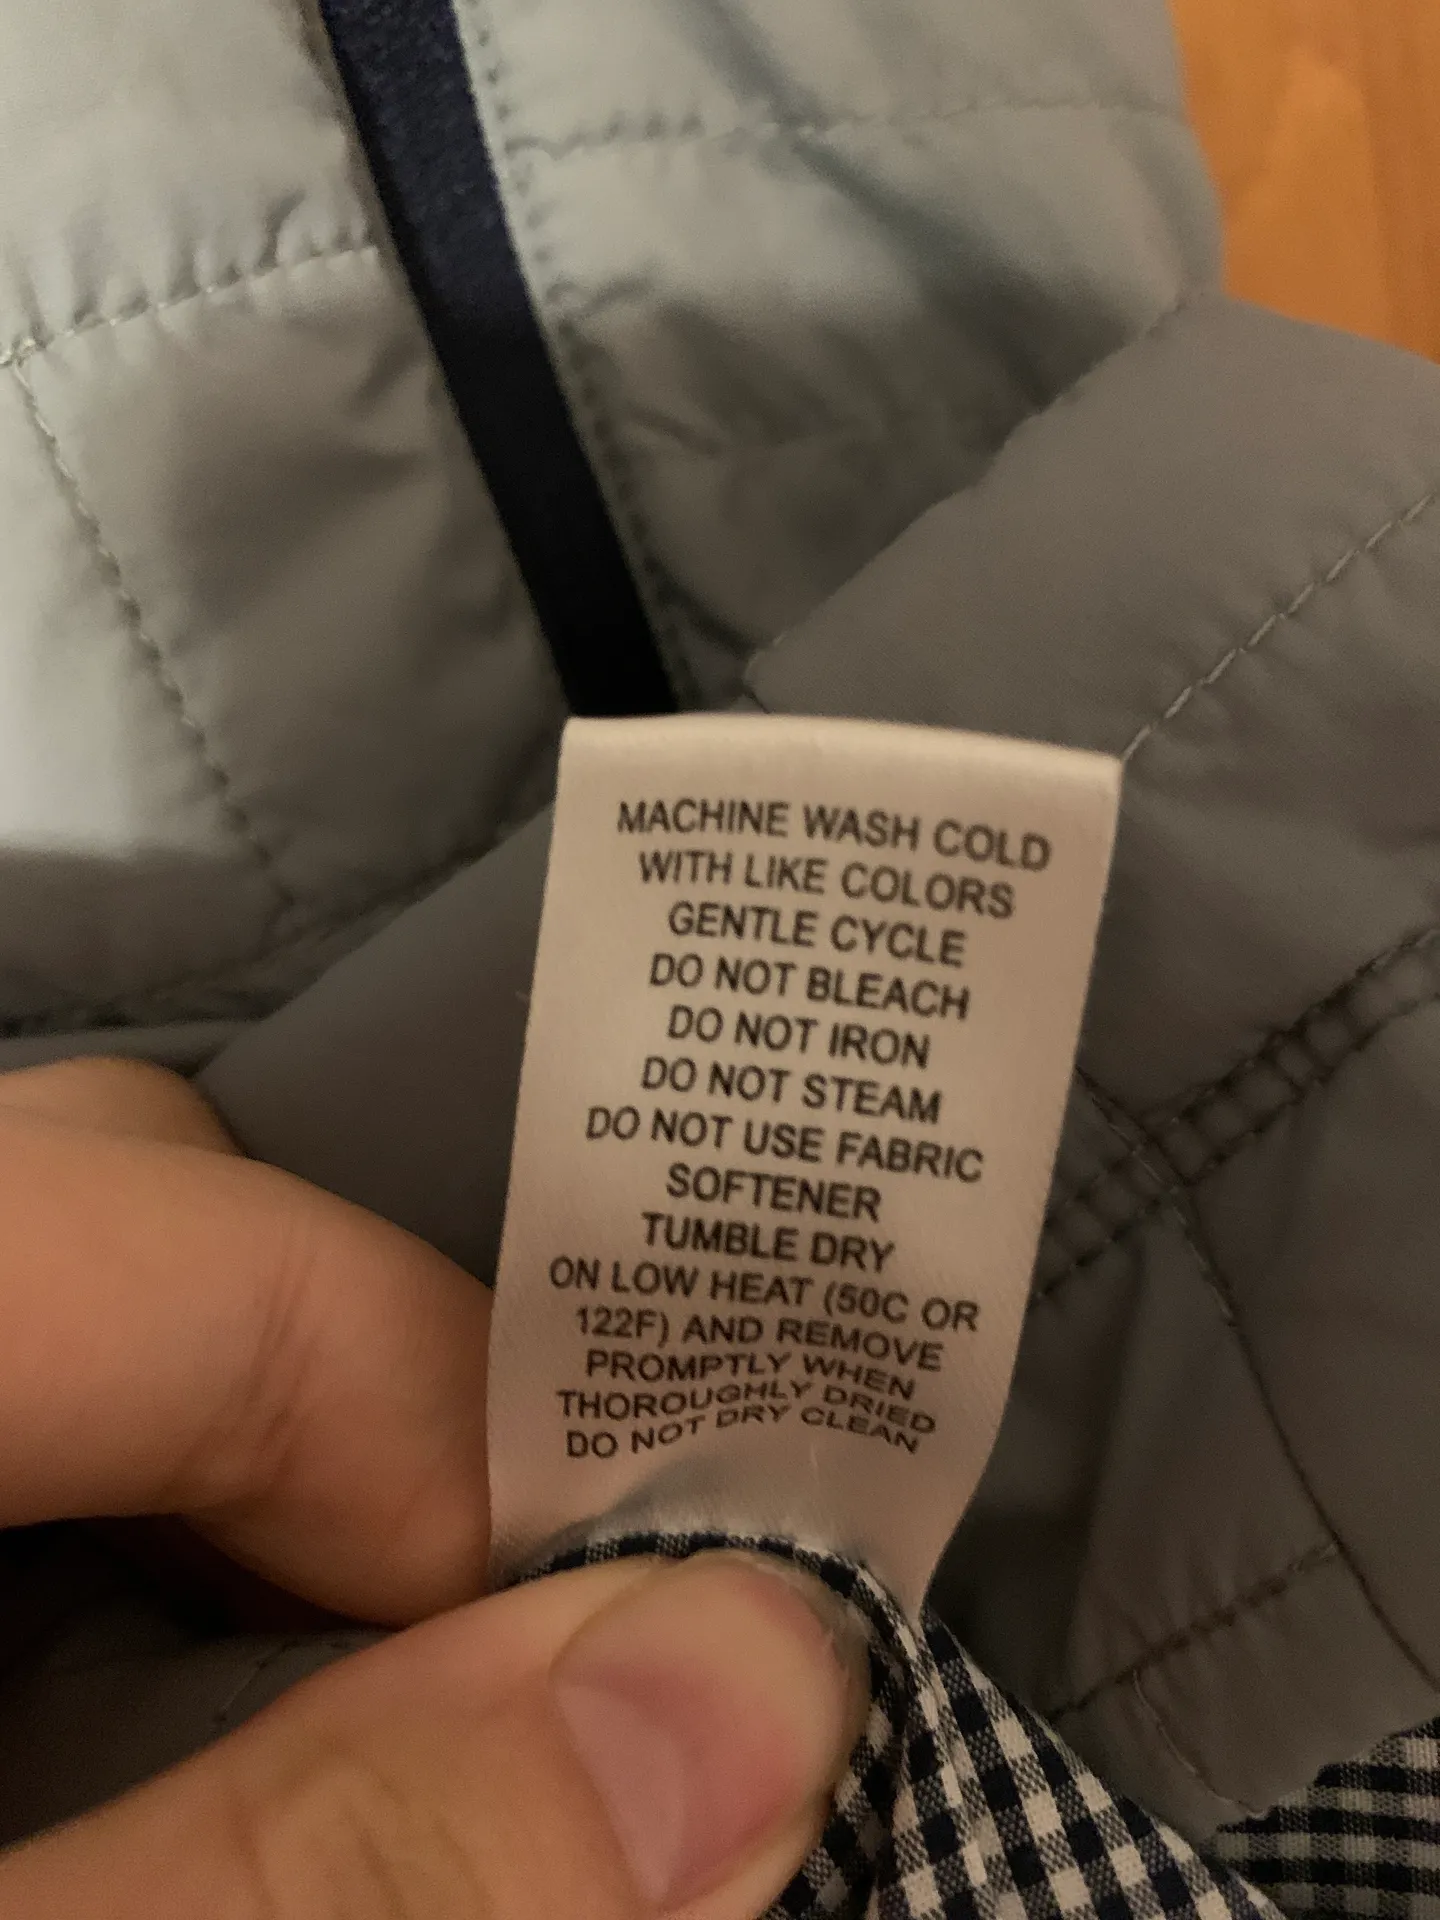 MACHINE WASH COLD
WITH LIKE COLORS
GENTLE CYCLE
DO NOT BLEACH
DO NOT IRON
DO NOT STEAM
DO NOT USE FABRIC
SOFTENER
TUMBLE DRY
ON LOW HEAT (50C OR
122F) AND REMOVE
PROMPTLY WHEN
THOROUGHLY DRIED
DO NOT DRY CLEAN